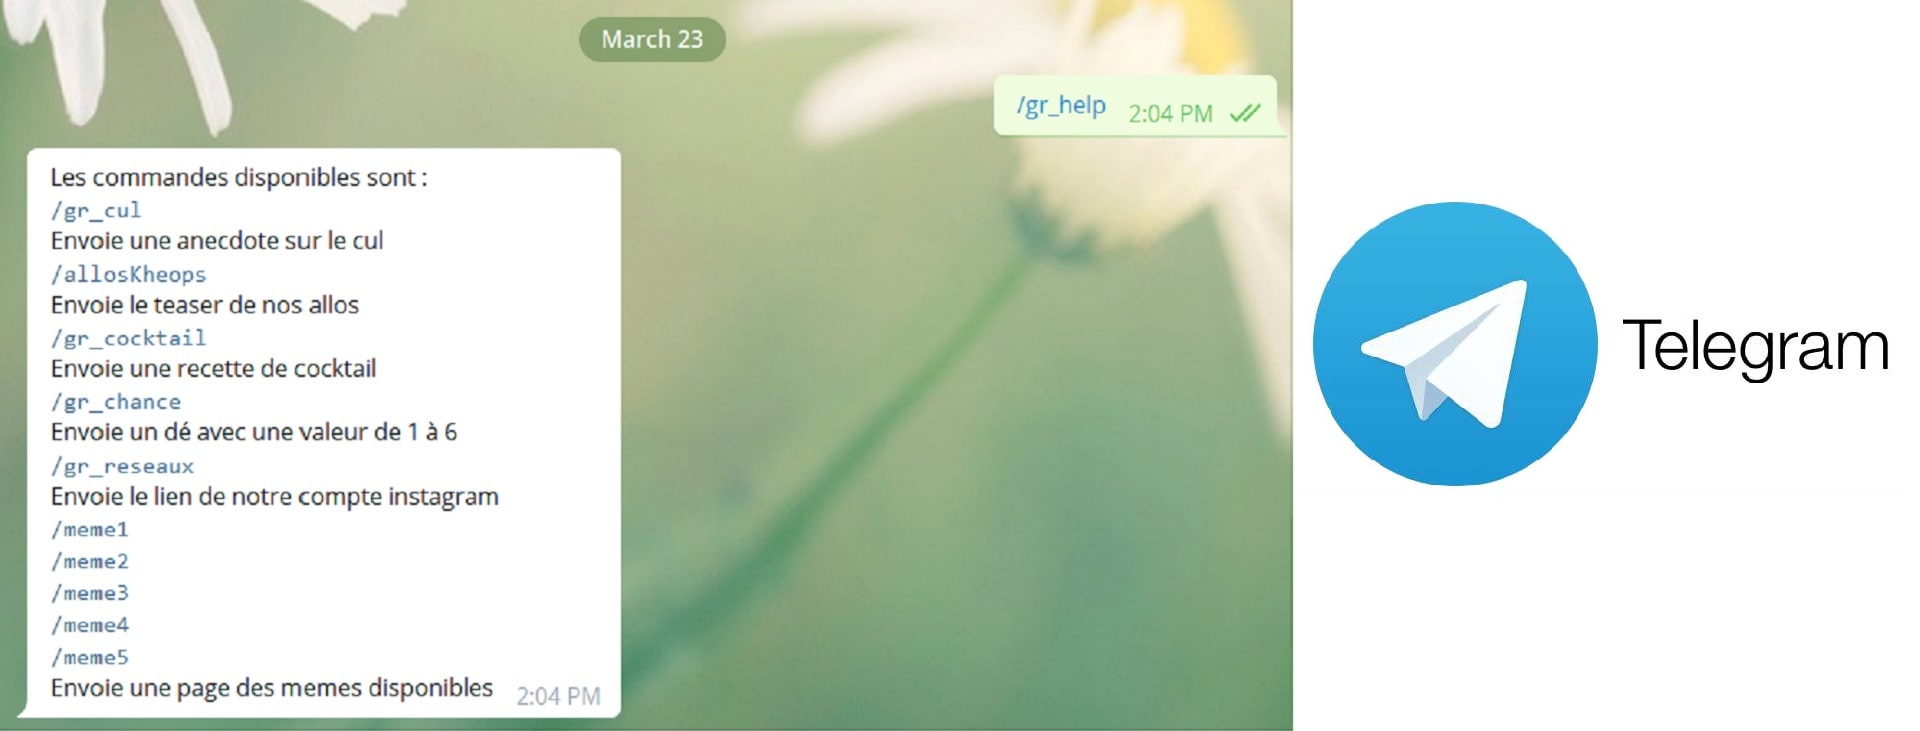 March 23
/gr_help 2:04 PM
Les commandes disponibles sont :
/gr_cul
Envoie une anecdote sur le cul
/allosKheops
Envoie le teaser de nos allos
/gr_cocktail
Envoie une recette de cocktail
/gr_chance
Envoie un dé avec une valeur de 1 à 6
/gr_reseaux
Envoie le lien de notre compte instagram
/meme1
/meme2
/meme3
/meme4
/meme5
Envoie une page des memes disponibles 2:04 PM
Telegram